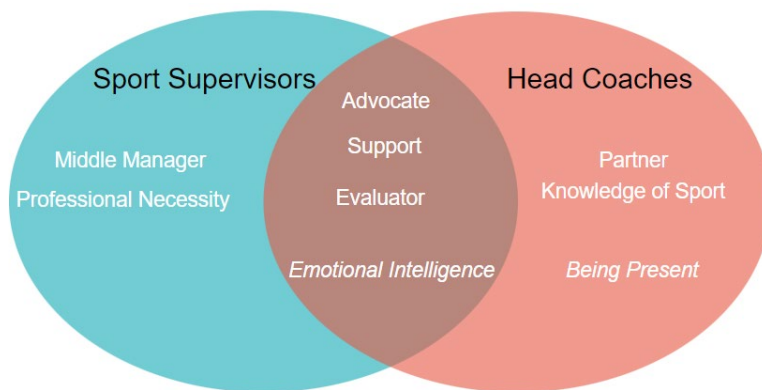 Sport Supervisors
Middle Manager
Professional Necessity
Advocate
Support
Evaluator
Emotional Intelligence
Head Coaches
Partner
Knowledge of Sport
Being Present